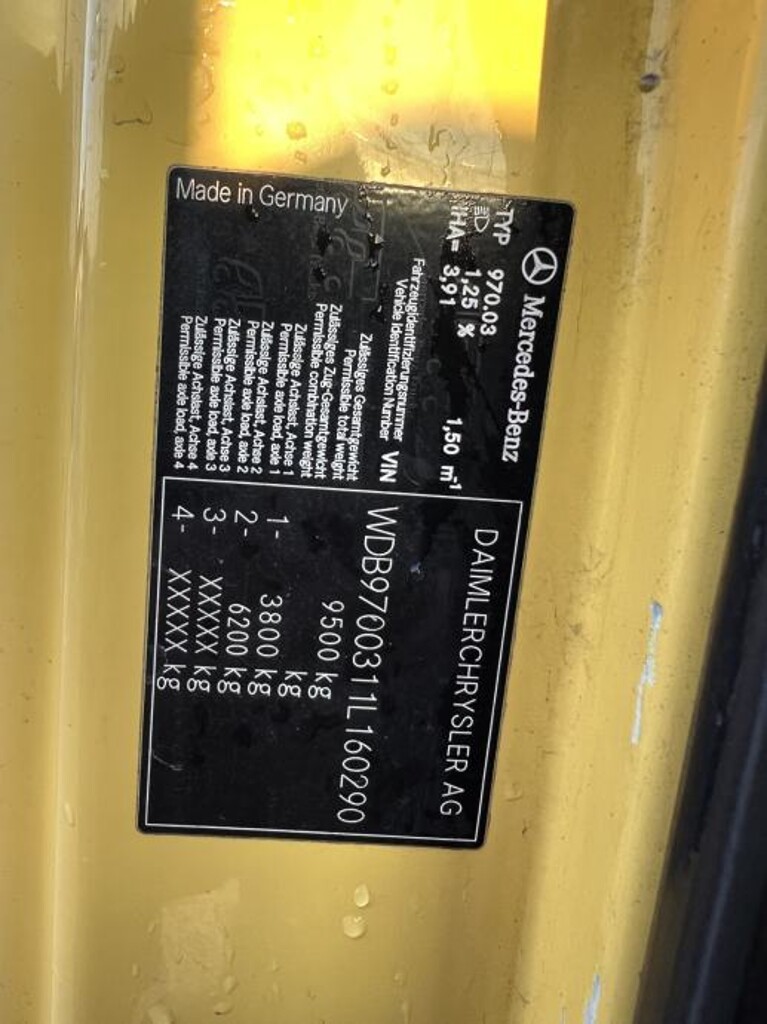 Mercedes-Benz
TYP 970.03
1,25 % 1,50 m⁻¹
IHA= 3,91
DAIMLERCHRYSLER AG
Fahrzeugidentifizierungsnummer
Vehicle Identification Number VIN WDB9700311L160290
Zulässiges Gesamtgewicht
Permissible total weight 9500 kg
Zulässiges Zug-Gesamtgewicht
Permissible combination weight kg
Zulässige Achslast, Achse 1
Permissible axle load, axle 1 1- 3800 kg
Zulässige Achslast, Achse 2
Permissible axle load, axle 2 2- 6200 kg
Zulässige Achslast, Achse 3
Permissible axle load, axle 3 3- XXXXX kg
Zulässige Achslast, Achse 4
Permissible axle load, axle 4 4- XXXXX kg
Made in Germany